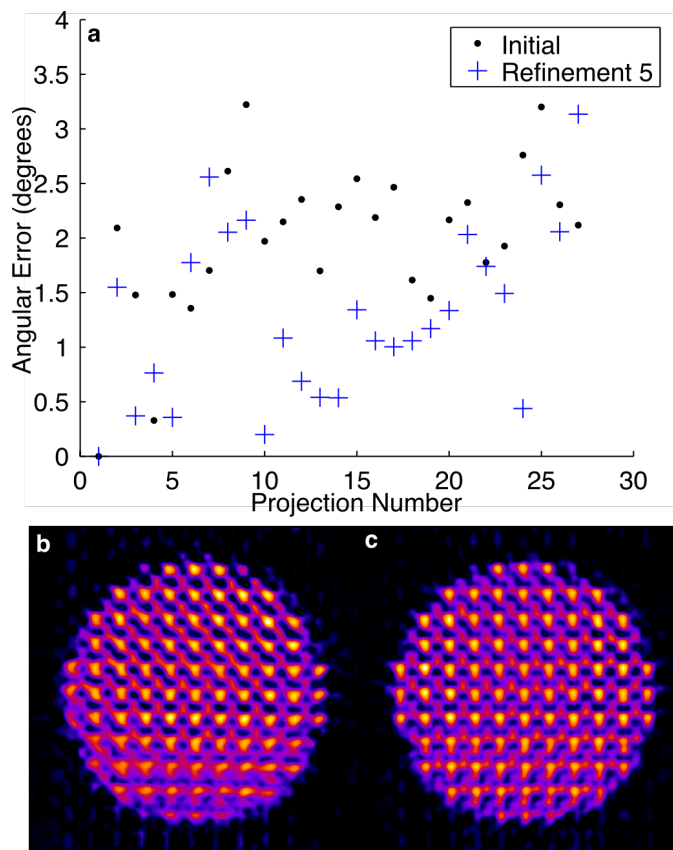 a
Initial
Refinement 5
Angular Error (degrees)
4
3.5
3
2.5
2
1.5
1
0.5
0
0 5 10 15 20 25 30
Projection Number
b c